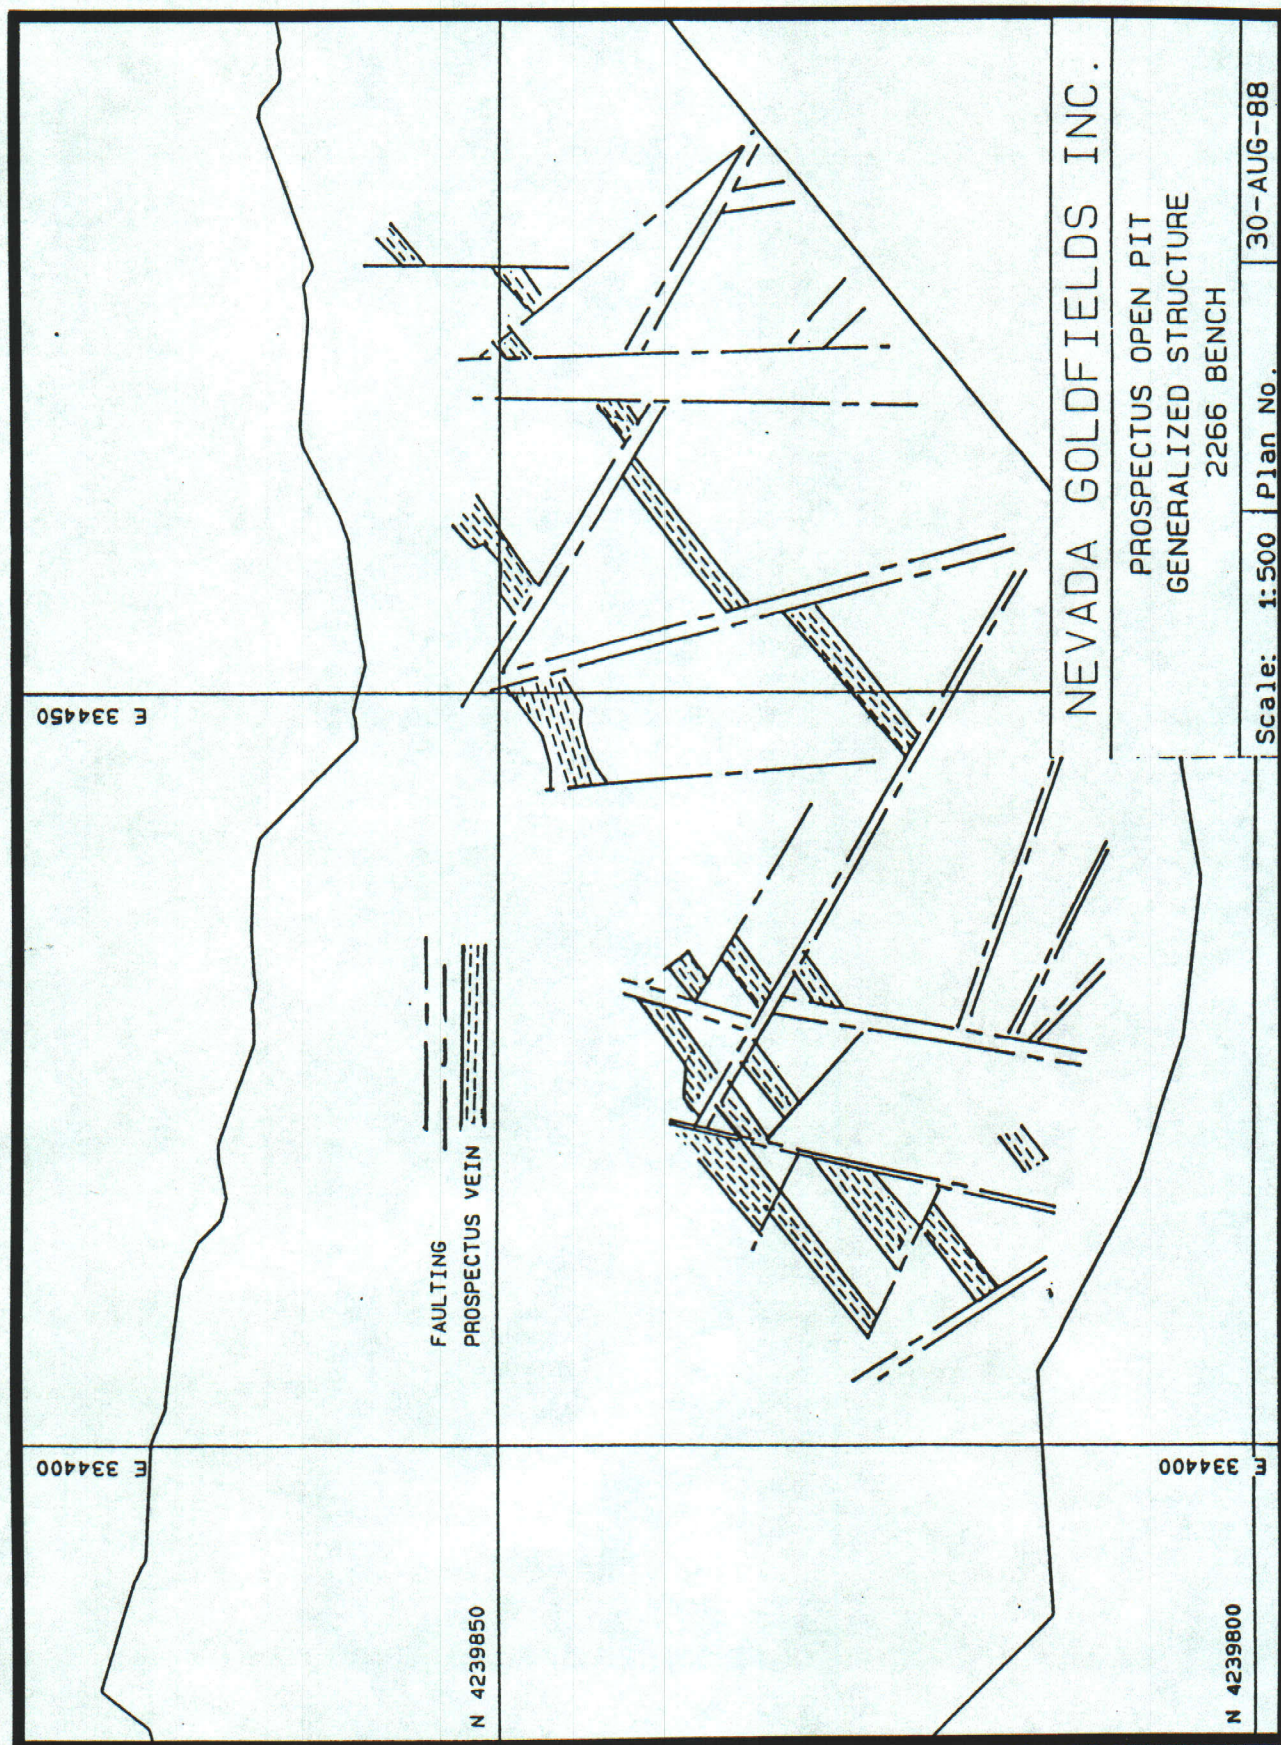 E 334400
E 334450
FAULTING
PROSPECTUS VEIN
N 4239850
N 4239800
E 334400
NEVADA GOLDFIELDS INC.
PROSPECTUS OPEN PIT
GENERALIZED STRUCTURE
2266 BENCH
Scale: 1:500 Plan No. 30-AUG-88